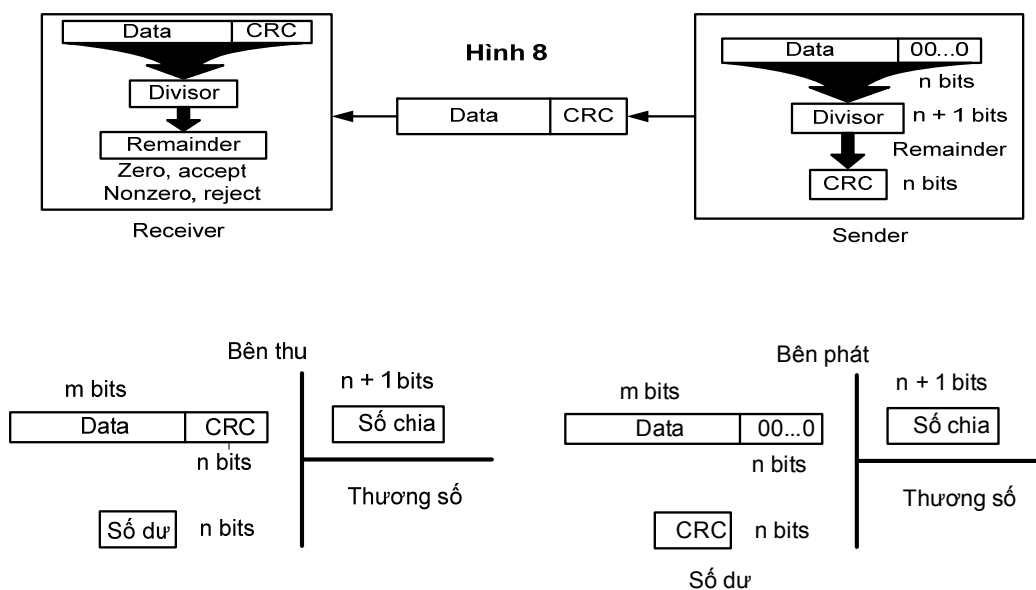 Data CRC
Divisor
Remainder
Zero, accept
Nonzero, reject
Receiver
Hình 8
Data CRC
Data 00...0
n bits
Divisor n + 1 bits
Remainder
CRC n bits
Sender
Bên thu
m bits
n + 1 bits
Data CRC
Số chia
n bits
Thương số
Số dư n bits
Bên phát
m bits
n + 1 bits
Data 00...0
Số chia
n bits
Thương số
CRC n bits
Số dư